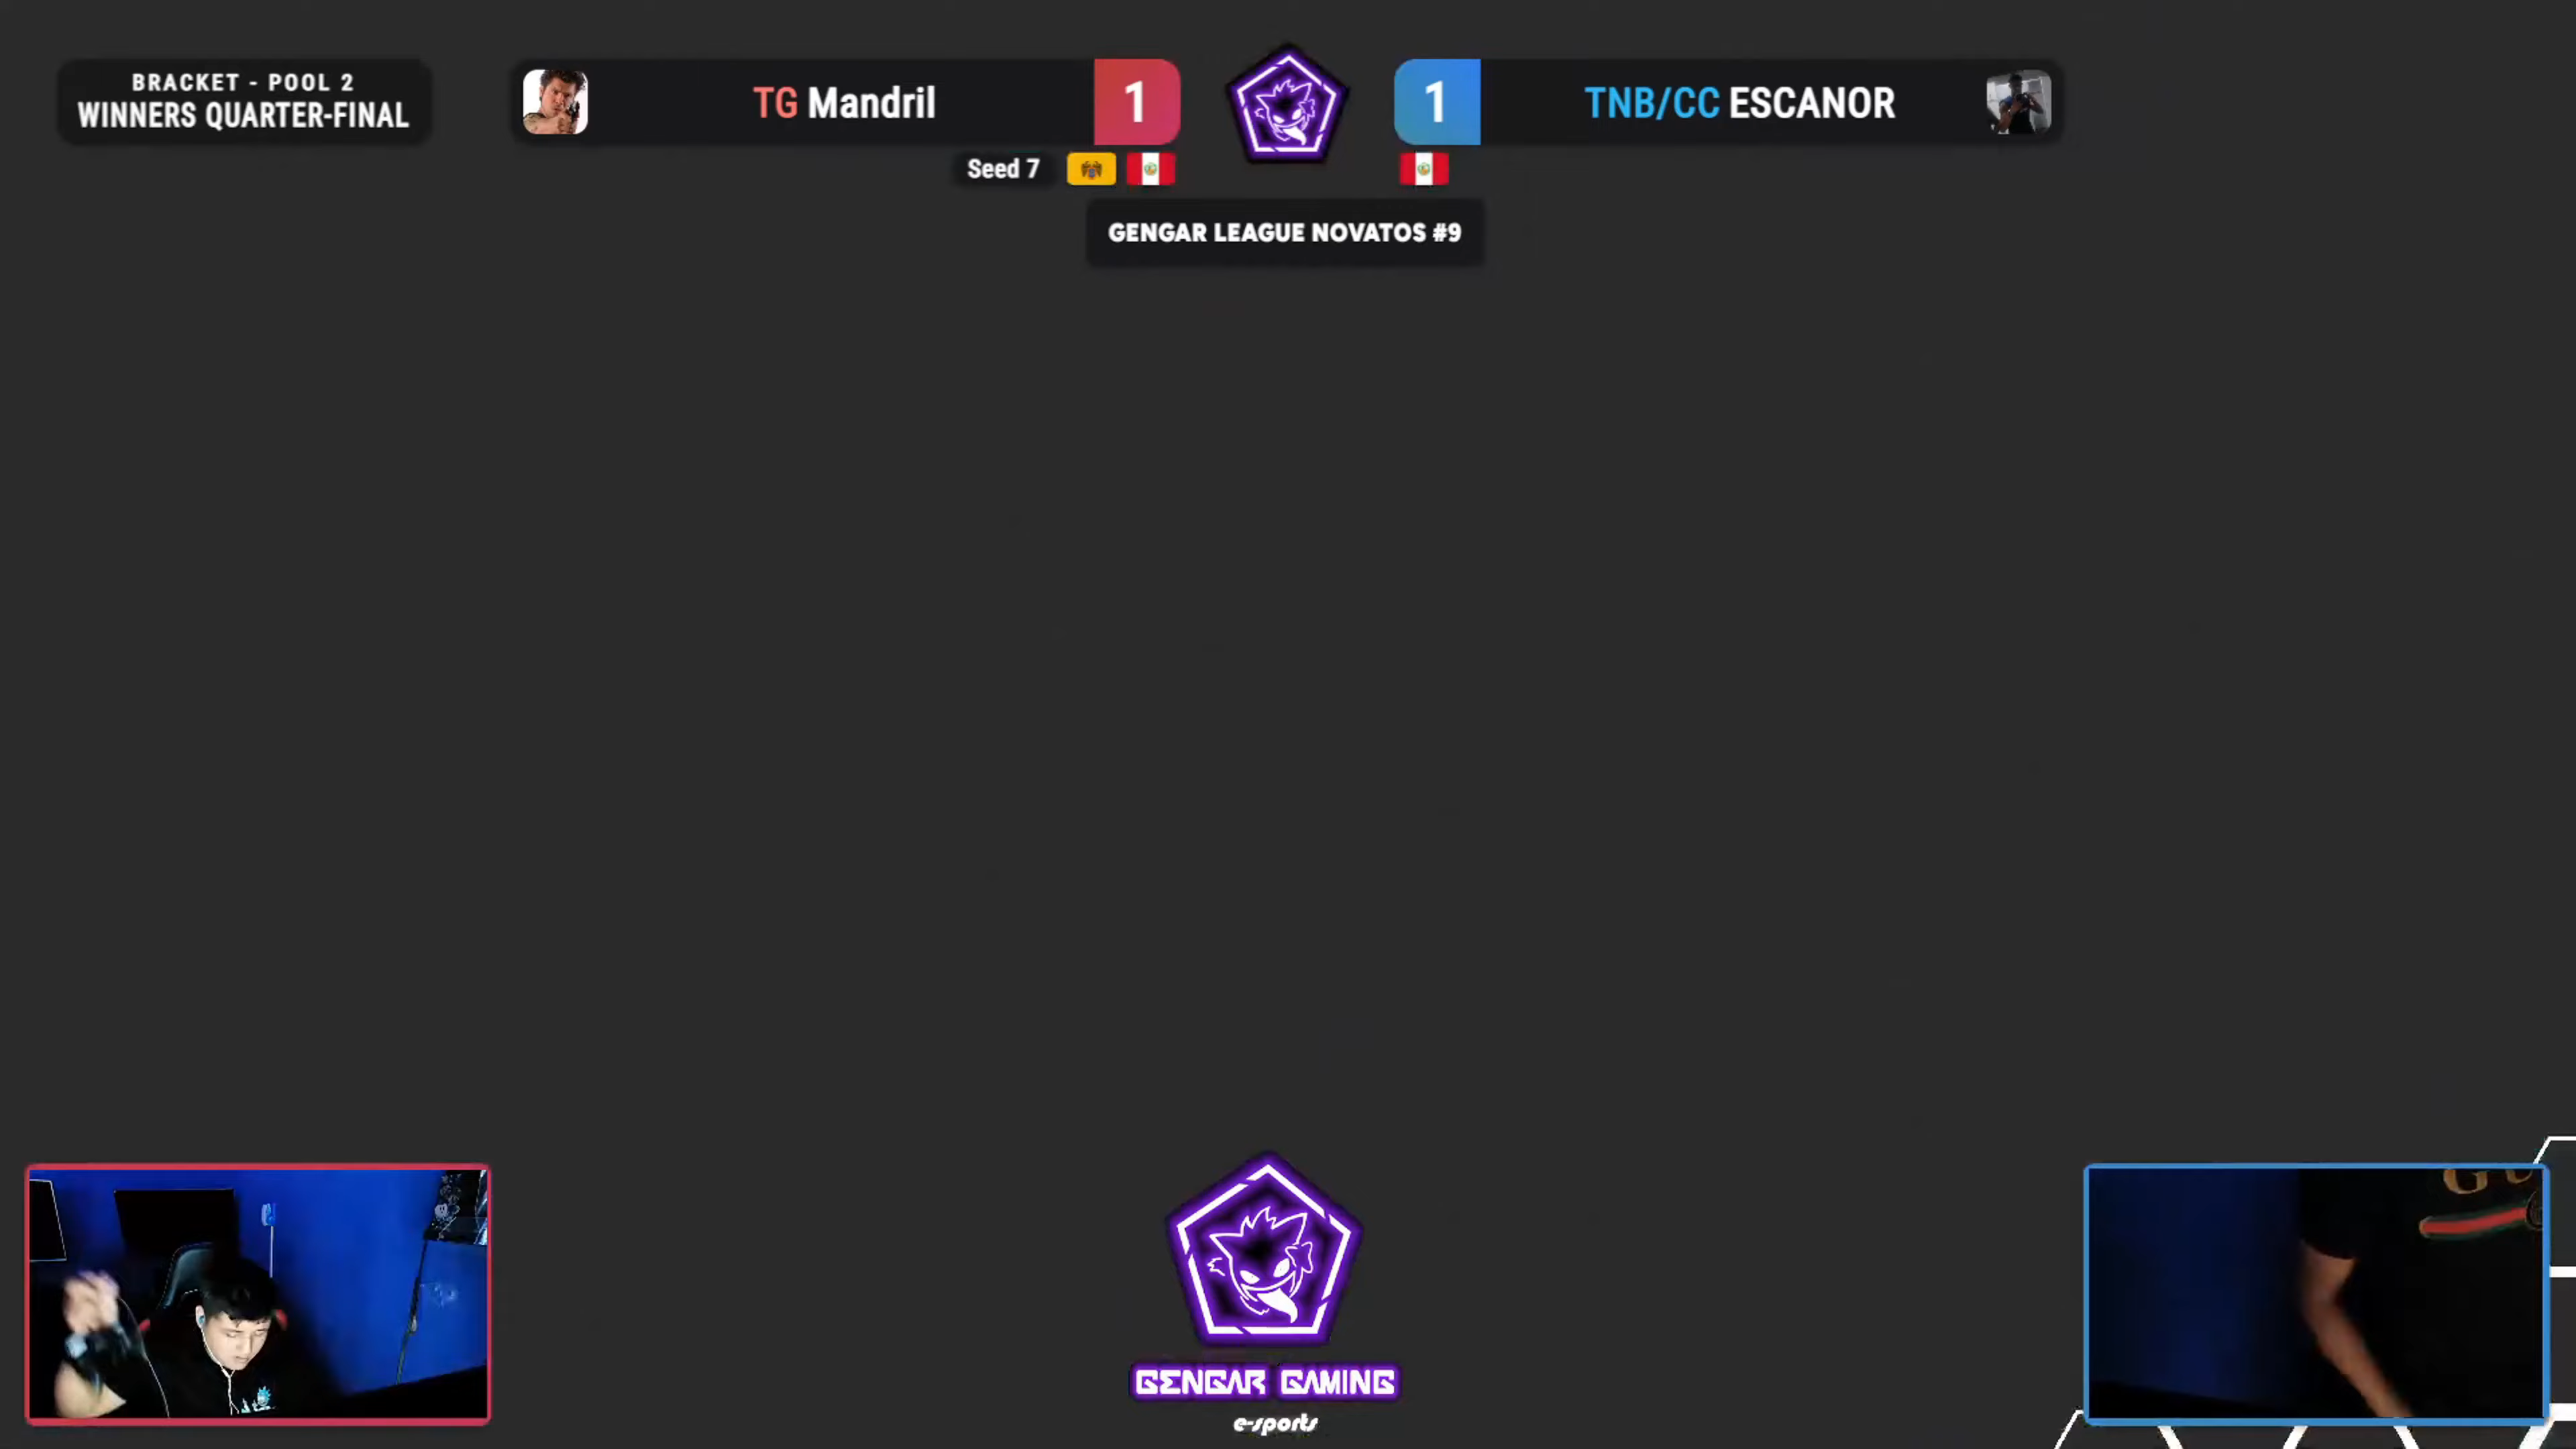 BRACKET - POOL 2
WINNERS QUARTER-FINAL
TG Mandril 1
1 TNB/CC ESCANOR
Seed 7
GENGAR LEAGUE NOVATOS #9
GENGAR GAMING
e-sports